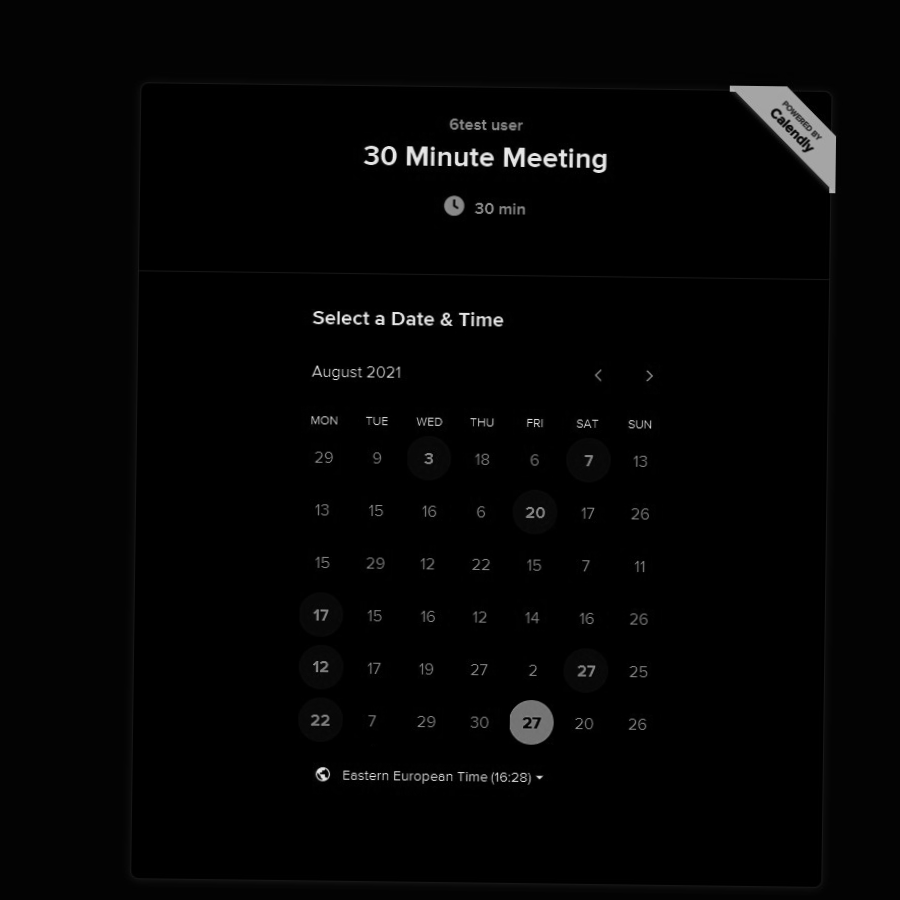 POWERED BY
Calendly
6test user
30 Minute Meeting
30 min
Select a Date & Time
August 2021
MON TUE WED THU FRI SAT SUN
29 9 3 18 6 7 13
13 15 16 6 20 17 26
15 29 12 22 15 7 11
17 15 16 12 14 16 26
12 17 19 27 2 27 25
22 7 29 30 27 20 26
Eastern European Time (16:28)